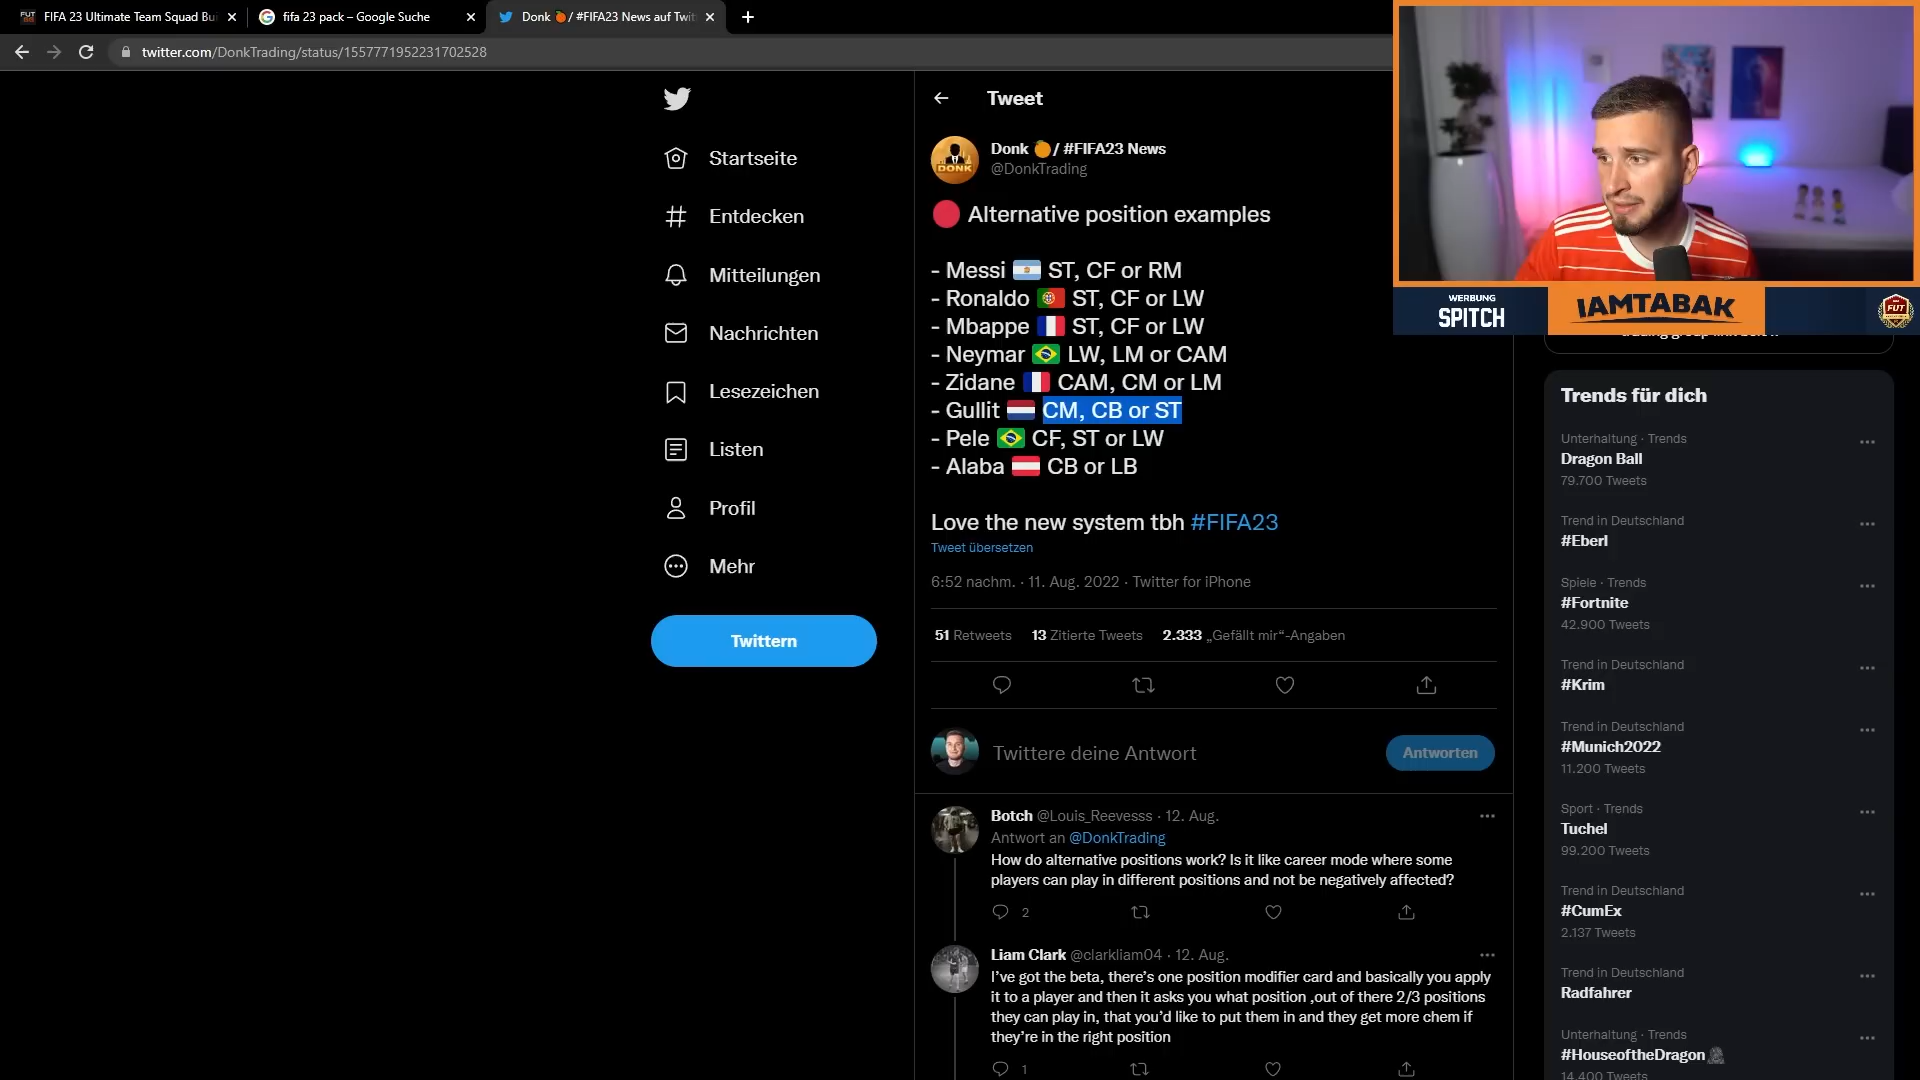 FIFA 23 Ultimate Team Squad Bui
fifa 23 pack – Google Suche
Donk / #FIFA23 News auf Twit
twitter.com/DonkTrading/status/1557771952231702528
Startseite
Entdecken
Mitteilungen
Nachrichten
Lesezeichen
Listen
Profil
Mehr
Twittern
Tweet
DONK
Donk 🍊/ #FIFA23 News
@DonkTrading
🔴 Alternative position examples
- Messi 🇦🇷 ST, CF or RM
- Ronaldo 🇵🇹 ST, CF or LW
- Mbappe 🇫🇷 ST, CF or LW
- Neymar 🇧🇷 LW, LM or CAM
- Zidane 🇫🇷 CAM, CM or LM
- Gullit 🇳🇱 CM, CB or ST
- Pele 🇧🇷 CF, ST or LW
- Alaba 🇦🇹 CB or LB
Love the new system tbh #FIFA23
Tweet übersetzen
6:52 nachm. · 11. Aug. 2022 · Twitter for iPhone
51 Retweets 13 Zitierte Tweets 2.333 „Gefällt mir“-Angaben
Twittere deine Antwort
Antworten
Botch @Louis_Reevesss · 12. Aug.
Antwort an @DonkTrading
How do alternative positions work? Is it like career mode where some
players can play in different positions and not be negatively affected?
2
Liam Clark @clarkliam04 · 12. Aug.
I've got the beta, there's one position modifier card and basically you apply
it to a player and then it asks you what position ,out of there 2/3 positions
they can play in, that you'd like to put them in and they get more chem if
they're in the right position
1
WERBUNG
SPITCH
IAMTABAK
FUT
Trends für dich
Unterhaltung · Trends
Dragon Ball
79.700 Tweets
Trend in Deutschland
#Eberl
Spiele · Trends
#Fortnite
42.900 Tweets
Trend in Deutschland
#Krim
Trend in Deutschland
#Munich2022
11.200 Tweets
Sport · Trends
Tuchel
99.200 Tweets
Trend in Deutschland
#CumEx
2.137 Tweets
Trend in Deutschland
Radfahrer
Unterhaltung · Trends
#HouseoftheDragon
14.400 Tweets